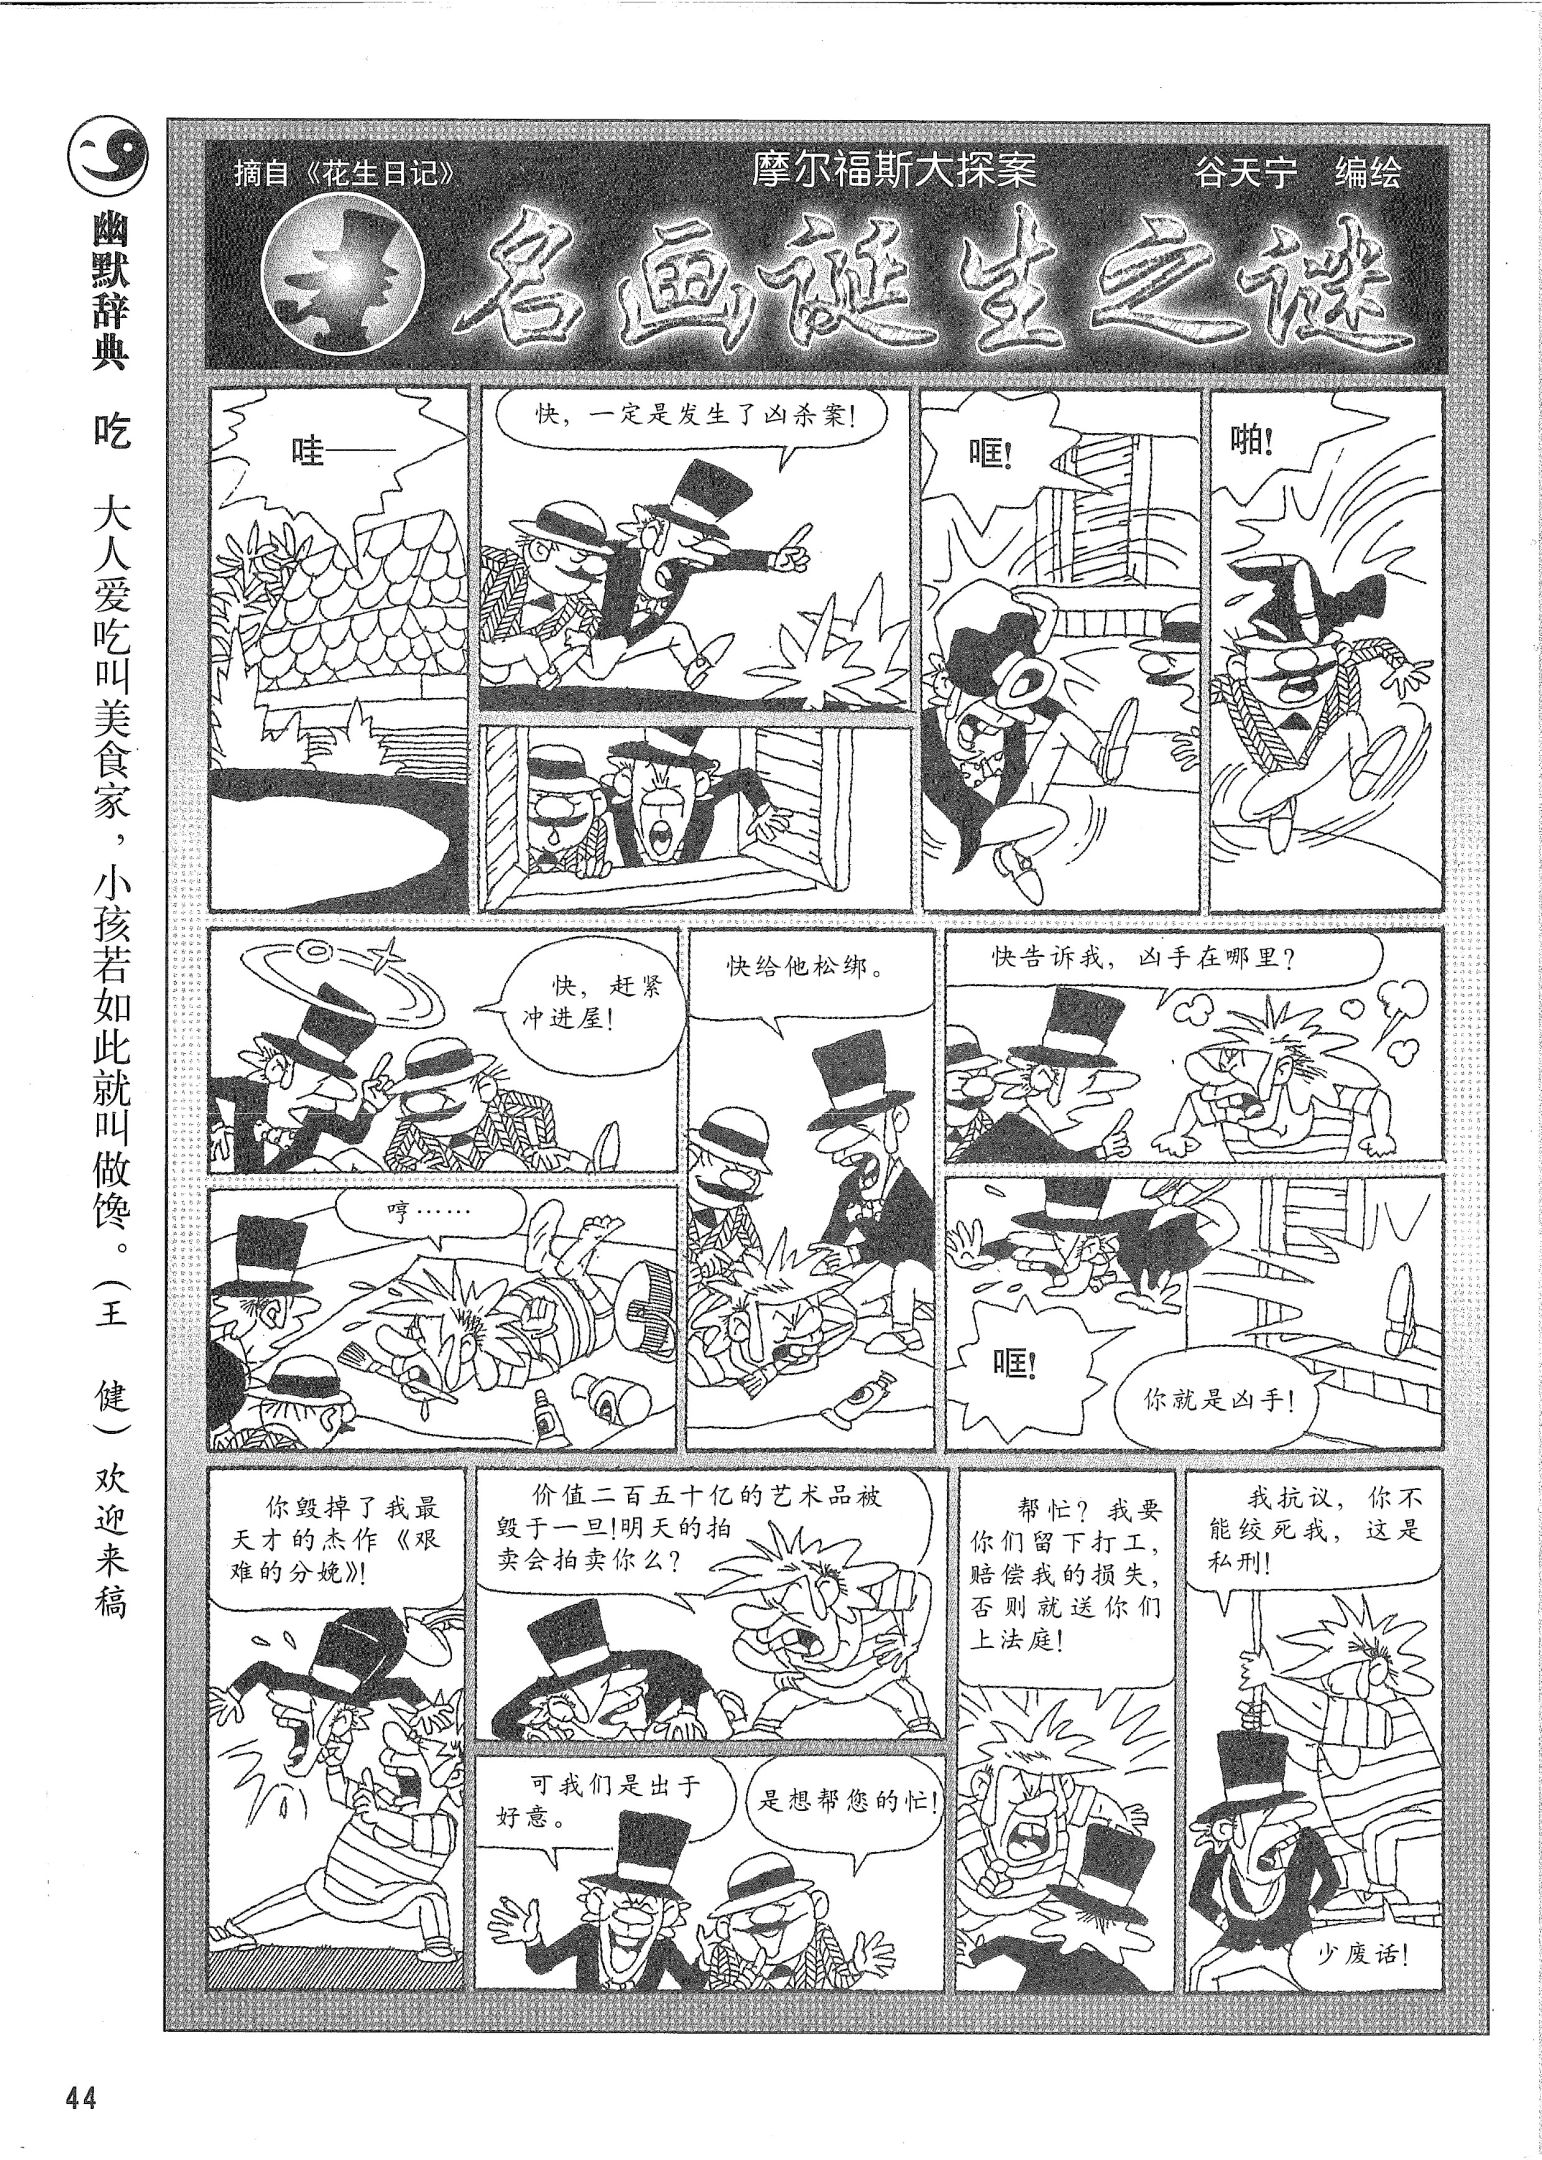 摘自《花生日记》
摩尔福斯大探案
谷天宁 编绘
名画诞生之谜
哇——
快，一定是发生了凶杀案！
哐！
啪！
快，赶紧
冲进屋！
哼……
快给他松绑。
快告诉我，凶手在哪里？
哐！
你就是凶手！
你毁掉了我最
天才的杰作《艰
难的分娩》！
价值二百五十亿的艺术品被
毁于一旦！明天的拍
卖会拍卖你么？
可我们是出于
好意。
是想帮您的忙！
帮忙？我要
你们留下打工，
赔偿我的损失，
否则就送你们
上法庭！
我抗议，你不
能绞死我，这是
私刑！
少废话！
幽默辞典 吃 大人爱吃叫美食家，小孩若如此就叫做馋。（王 健）欢迎来稿
44